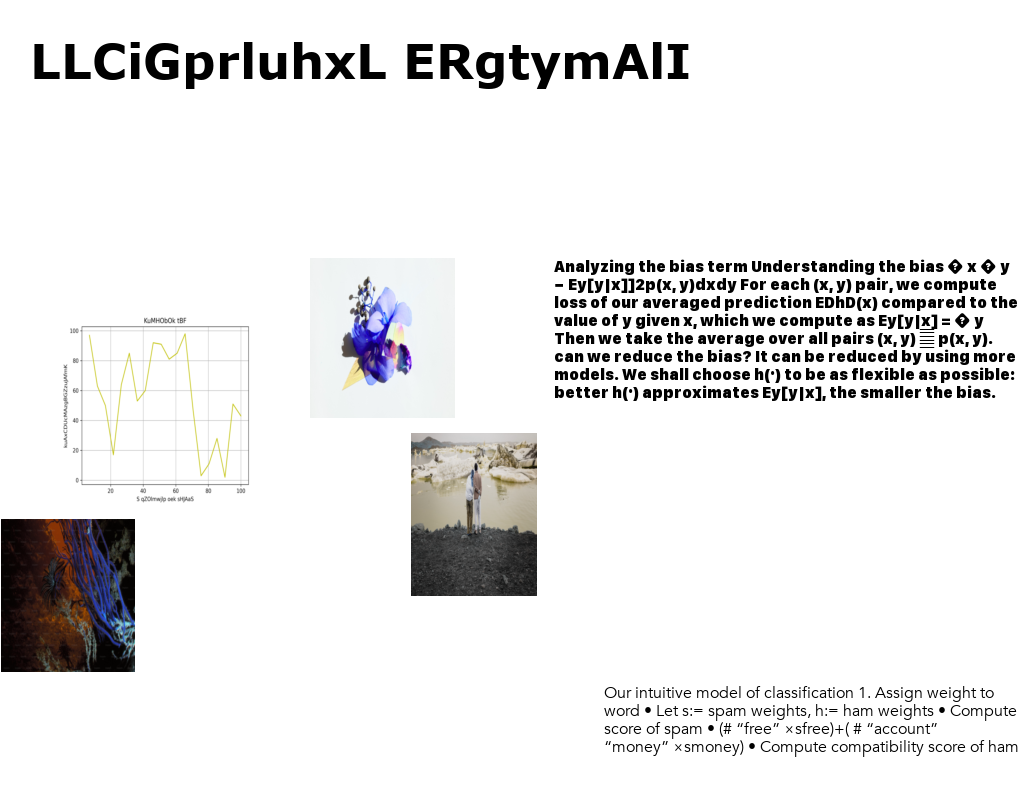 LLCiGprluhxL ERgtymAlI
Analyzing the bias term Understanding the bias � x � y
− Ey[y|x]]2p(x, y)dxdy For each (x, y) pair, we compute
loss of our averaged prediction EDhD(x) compared to the
value of y given x, which we compute as Ey[y|x] = � y
Then we take the average over all pairs (x, y) p(x, y).
can we reduce the bias? It can be reduced by using more
models. We shall choose h(·) to be as flexible as possible:
better h(·) approximates Ey[y|x], the smaller the bias.
KuMHObOk tBF
100
80
60
40
20
0
20 40 60 80 100
Our intuitive model of classification 1. Assign weight to
word • Let s:= spam weights, h:= ham weights • Compute
score of spam • (# “free” ×sfree)+( # “account”
“money” ×smoney) • Compute compatibility score of ham